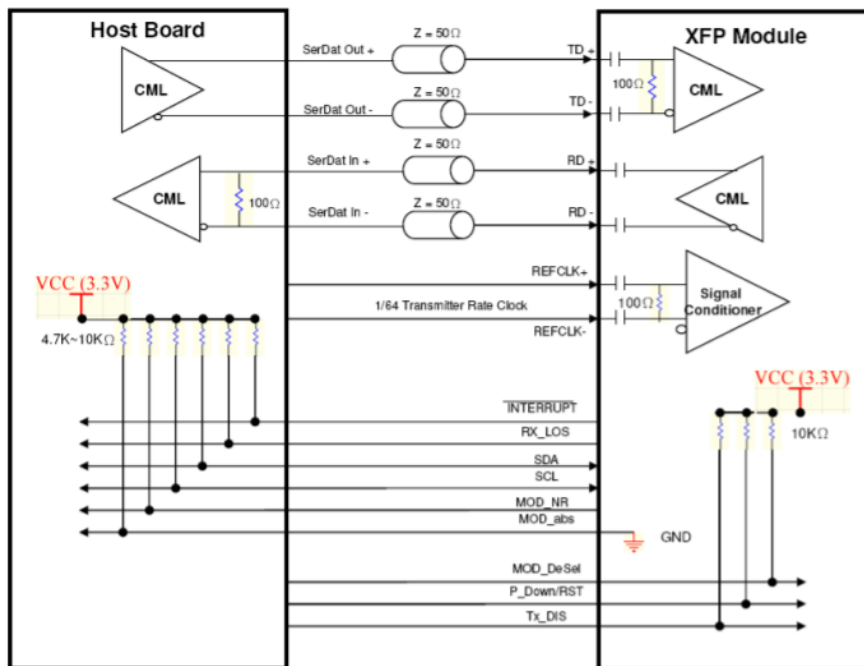 Host Board
XFP Module
SerDat Out +
Z = 50Ω
TD +
CML
100Ω
CML
SerDat Out -
Z = 50Ω
TD -
SerDat In +
Z = 50Ω
RD +
CML
100Ω
CML
SerDat In -
Z = 50Ω
RD -
REFCLK+
VCC (3.3V)
1/64 Transmitter Rate Clock
100Ω
Signal
Conditioner
REFCLK-
4.7K~10KΩ
VCC (3.3V)
INTERRUPT
RX_LOS
10KΩ
SDA
SCL
MOD_NR
MOD_abs
GND
MOD_DeSel
P_Down/RST
Tx_DIS